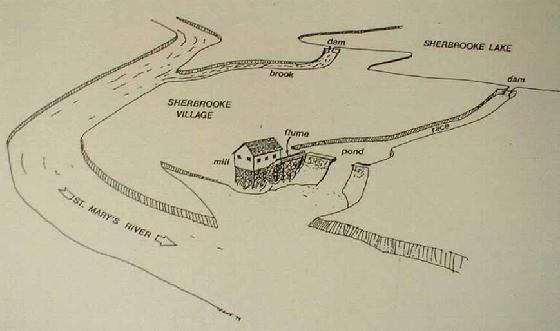 dam
SHERBROOKE LAKE
brook
dam
SHERBROOKE
VILLAGE
race
flume
mill
pond
ST. MARY'S RIVER